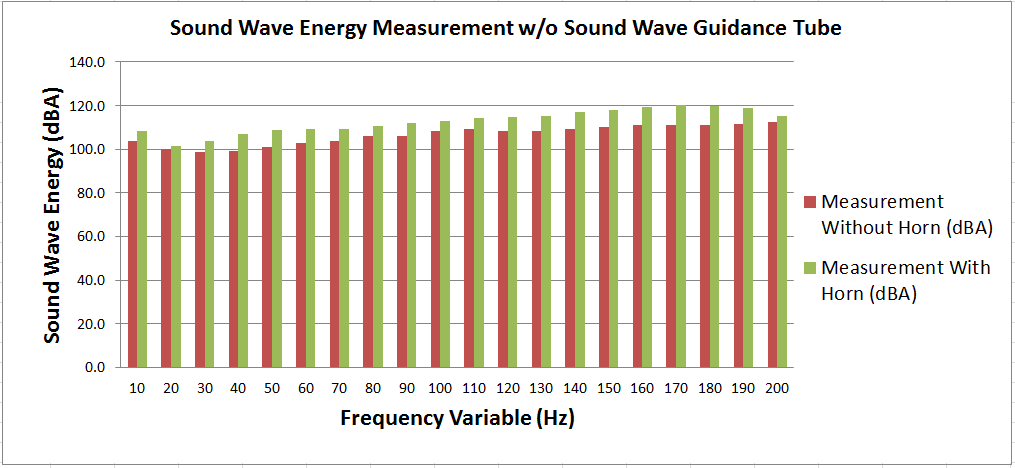 Sound Wave Energy Measurement w/o Sound Wave Guidance Tube
140.0
120.0
100.0
80.0
60.0
40.0
20.0
0.0
Sound Wave Energy (dBA)
10 20 30 40 50 60 70 80 90 100 110 120 130 140 150 160 170 180 190 200
Frequency Variable (Hz)
Measurement
Without Horn (dBA)
Measurement With
Horn (dBA)